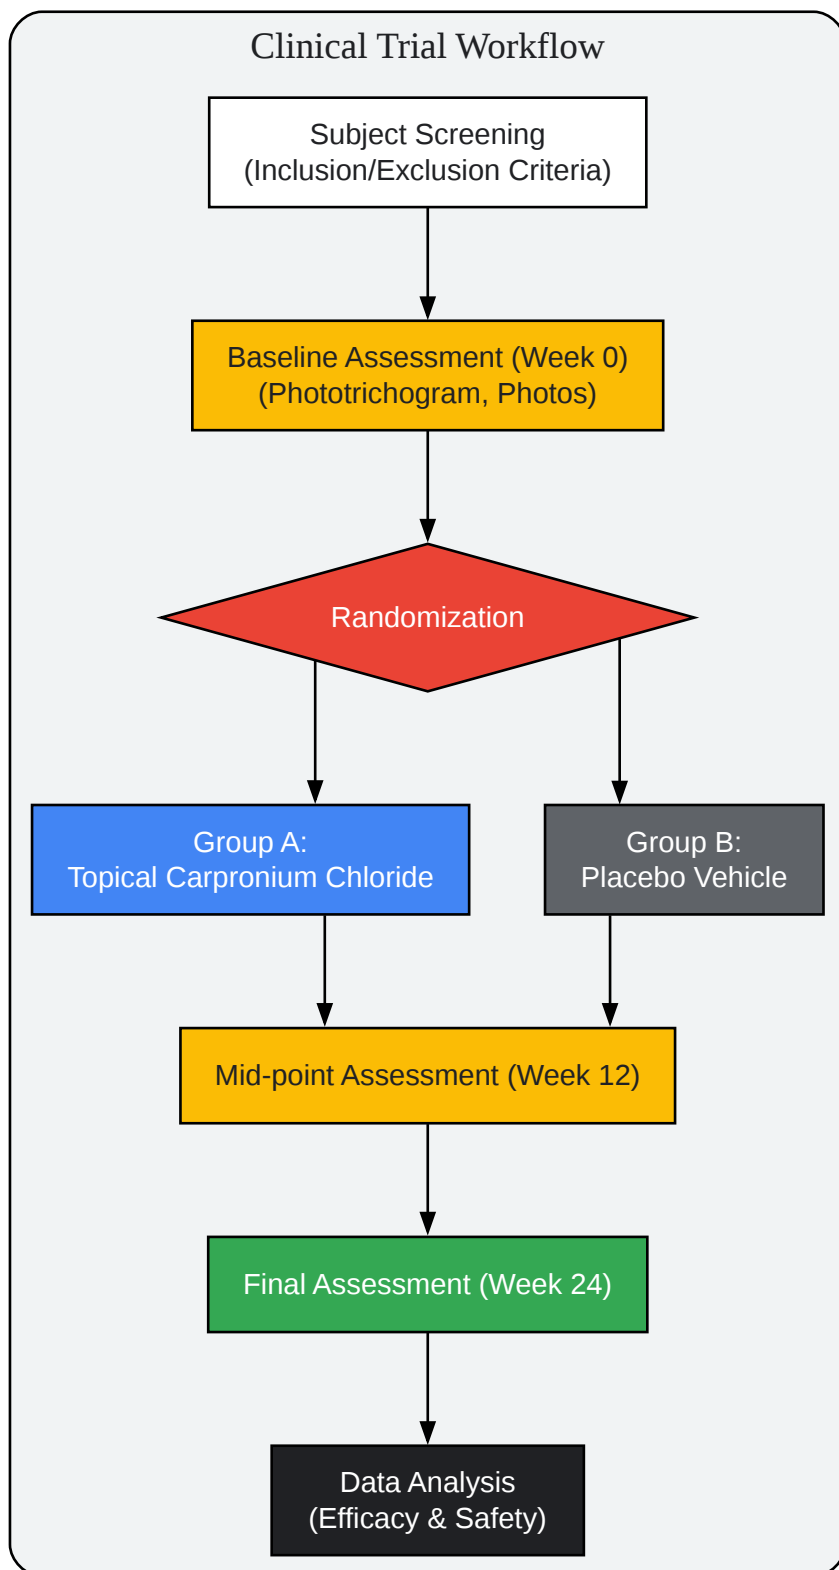 Clinical Trial Workflow
Subject Screening
(Inclusion/Exclusion Criteria)
Baseline Assessment (Week 0)
(Phototrichogram, Photos)
Randomization
Group A:
Topical Carpronium Chloride
Group B:
Placebo Vehicle
Mid-point Assessment (Week 12)
Final Assessment (Week 24)
Data Analysis
(Efficacy & Safety)